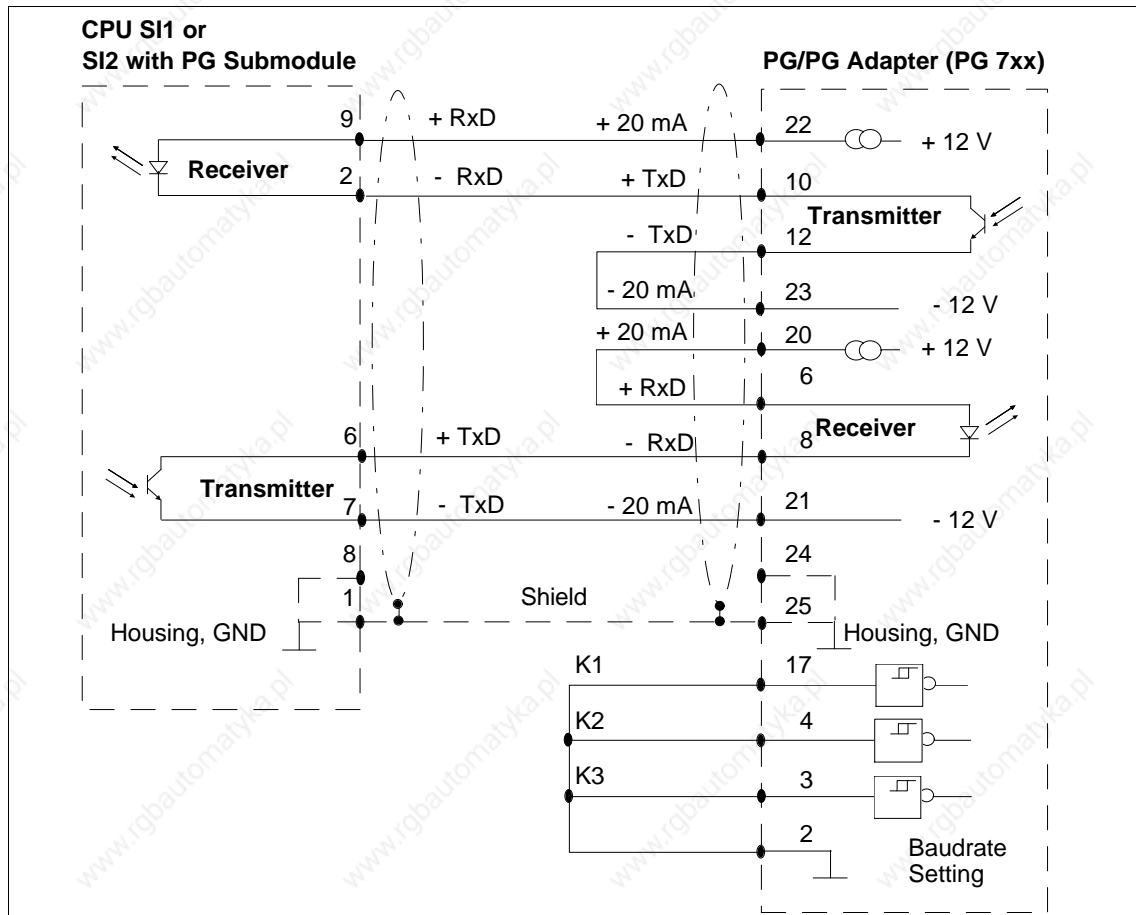 CPU SI1 or
SI2 with PG Submodule
PG/PG Adapter (PG 7xx)
9 + RxD + 20 mA 22 + 12 V
Receiver
2 - RxD + TxD 10
Transmitter
- TxD 12
- 20 mA 23 - 12 V
+ 20 mA 20 + 12 V
+ RxD 6
Receiver
6 + TxD - RxD 8
Transmitter
7 - TxD - 20 mA 21 - 12 V
8 24
1 Shield 25
Housing, GND Housing, GND
K1 17
K2 4
K3 3
2 Baudrate
Setting
www.rgbautomatyka.pl